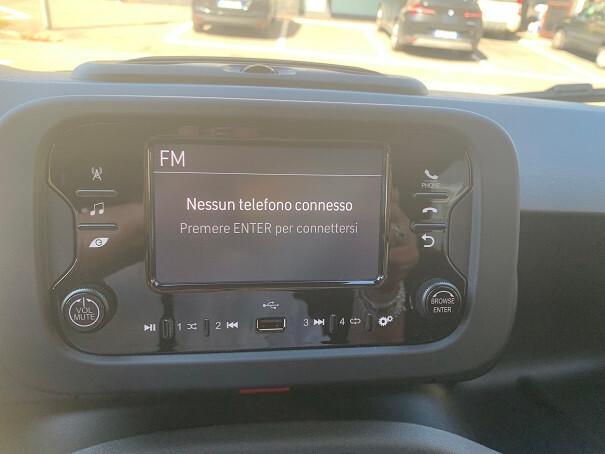 FM
Nessun telefono connesso
Premere ENTER per connettersi
PHONE
VOL
MUTE
BROWSE
ENTER
1 2 3 4